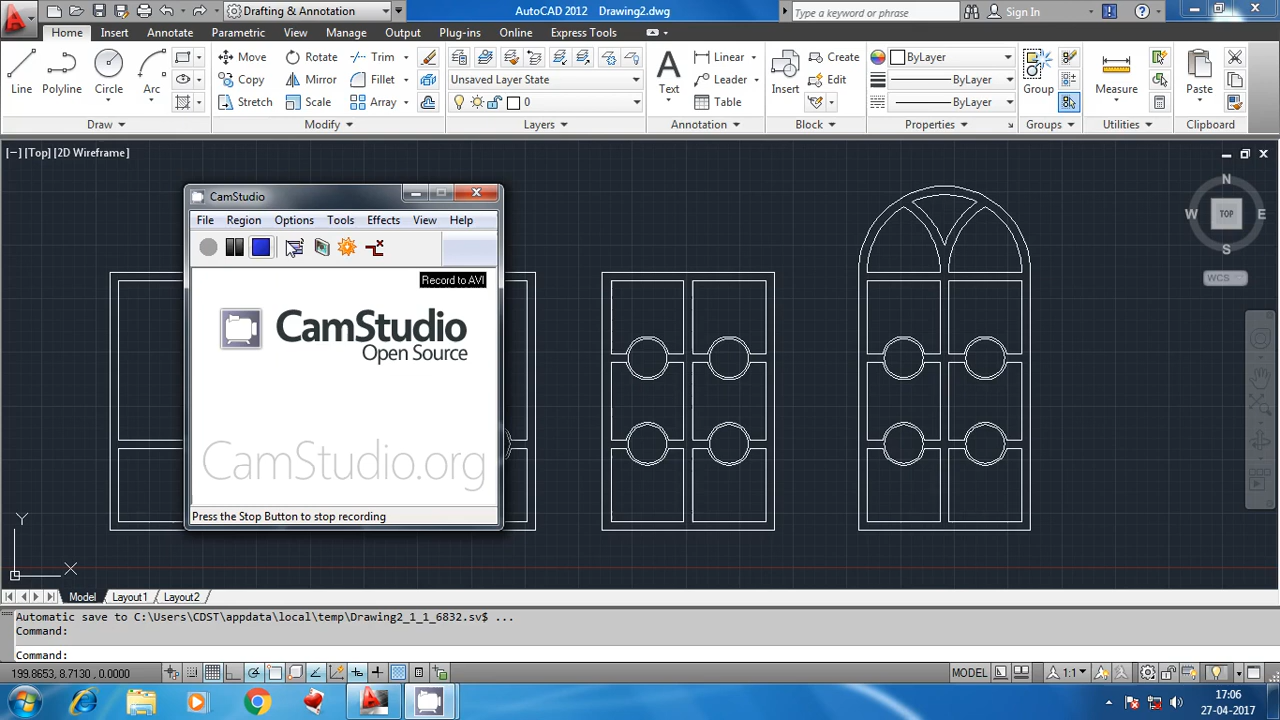 Drafting & Annotation
AutoCAD 2012 Drawing2.dwg
Type a keyword or phrase
Sign In
Home Insert Annotate Parametric View Manage Output Plug-ins Online Express Tools
Line
Polyline
Circle
Arc
Draw
Move
Copy
Stretch
Rotate
Mirror
Scale
Trim
Fillet
Array
Modify
Unsaved Layer State
0
Layers
Text
Linear
Leader
Table
Annotation
Insert
Create
Edit
Block
ByLayer
ByLayer
ByLayer
Properties
Group
Groups
Measure
Utilities
Paste
Clipboard
[−] [Top] [2D Wireframe]
N
W TOP E
S
WCS
CamStudio
File Region Options Tools Effects View Help
Record to AVI
CamStudio
Open Source
CamStudio.org
Press the Stop Button to stop recording
Y
X
Model Layout1 Layout2
Automatic save to C:\Users\CDST\appdata\local\temp\Drawing2_1_1_6832.sv$ ...
Command:
Command:
199.8653, 8.7130, 0.0000
MODEL
1:1
17:06
27-04-2017